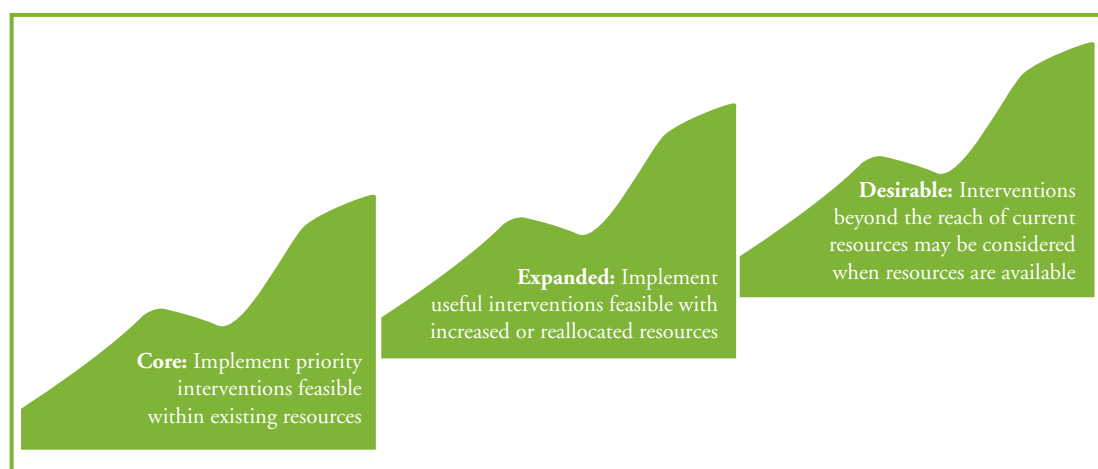 Core: Implement priority
interventions feasible
within existing resources
Expanded: Implement
useful interventions feasible with
increased or reallocated resources
Desirable: Interventions
beyond the reach of current
resources may be considered
when resources are available